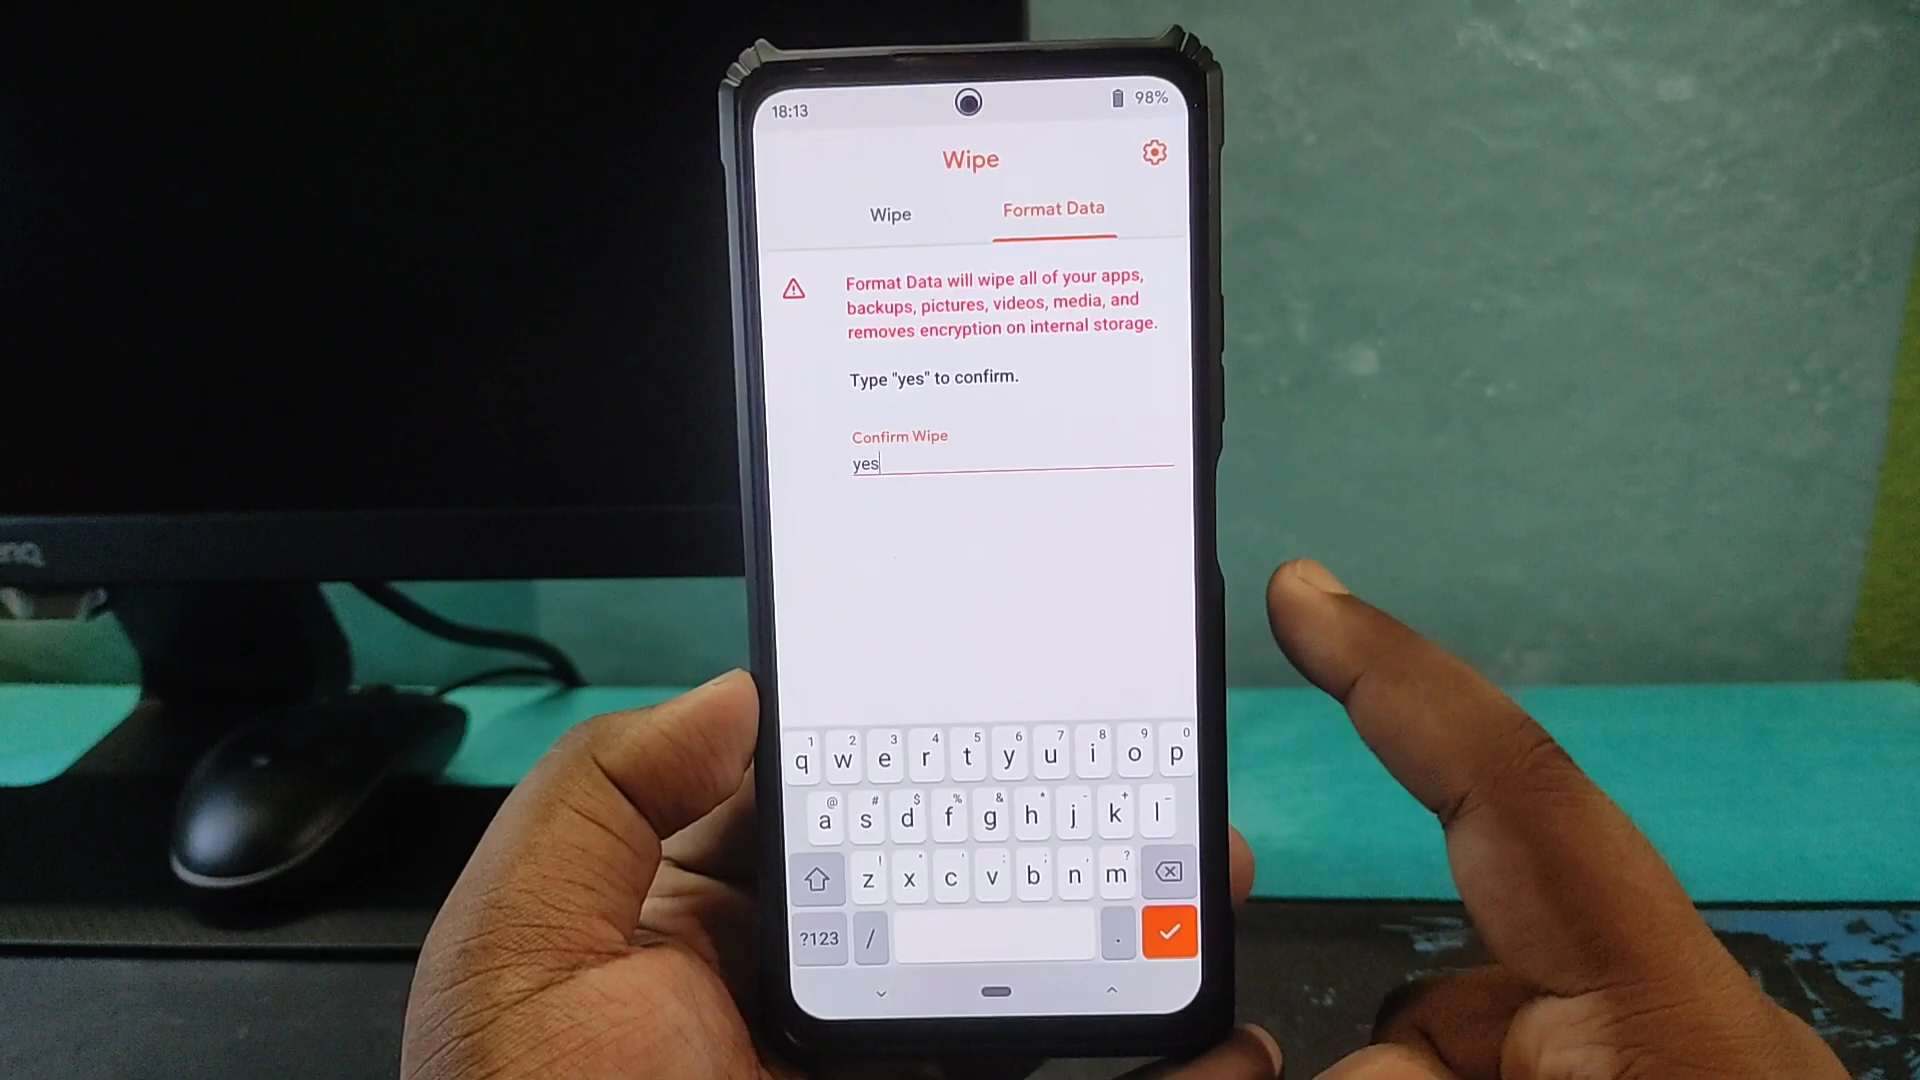 18:13
98%
Wipe
Wipe
Format Data
Format Data will wipe all of your apps,
backups, pictures, videos, media, and
removes encryption on internal storage.
Type "yes" to confirm.
Confirm Wipe
yes
1 2 3 4 5 6 7 8 9 0
q w e r t y u i o p
@ # $ % & * - +
a s d f g h j k l
! ?
z x c v b n m
?123 / .